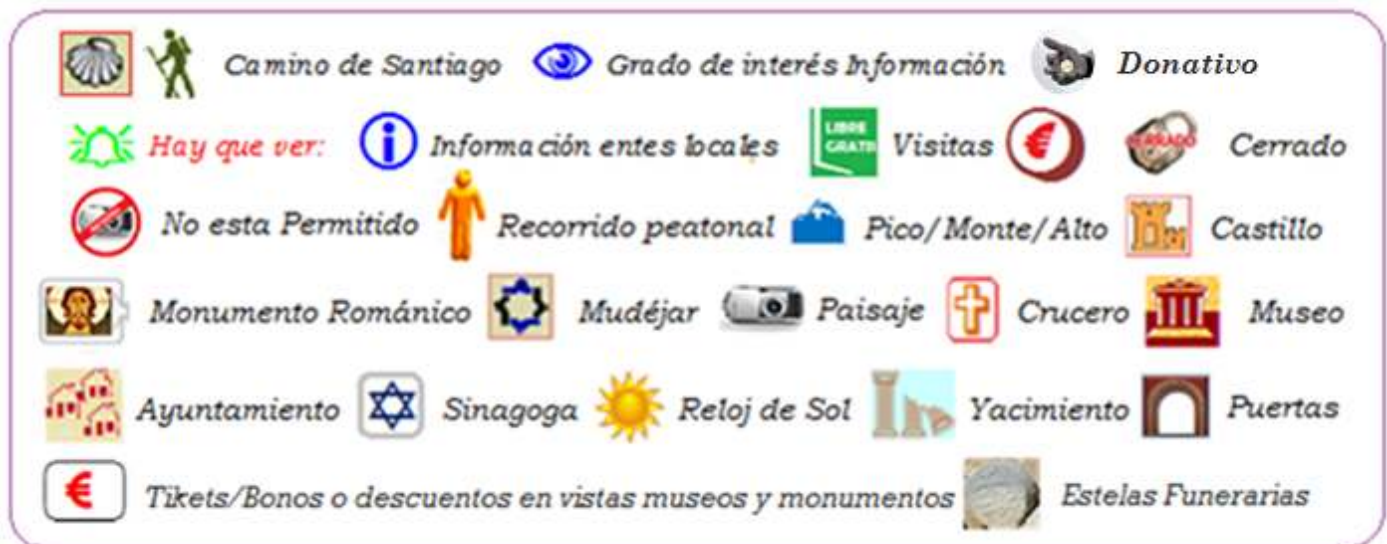 Camino de Santiago Grado de interés Información Donativo
Hay que ver: Información entes locales LIBRE GRATIS Visitas € CERRADO Cerrado
No esta Permitido Recorrido peatonal Pico/Monte/Alto Castillo
Monumento Románico Mudéjar Paisaje Crucero Museo
Ayuntamiento Sinagoga Reloj de Sol Yacimiento Puertas
€ Tikets/Bonos o descuentos en vistas museos y monumentos Estelas Funerarias